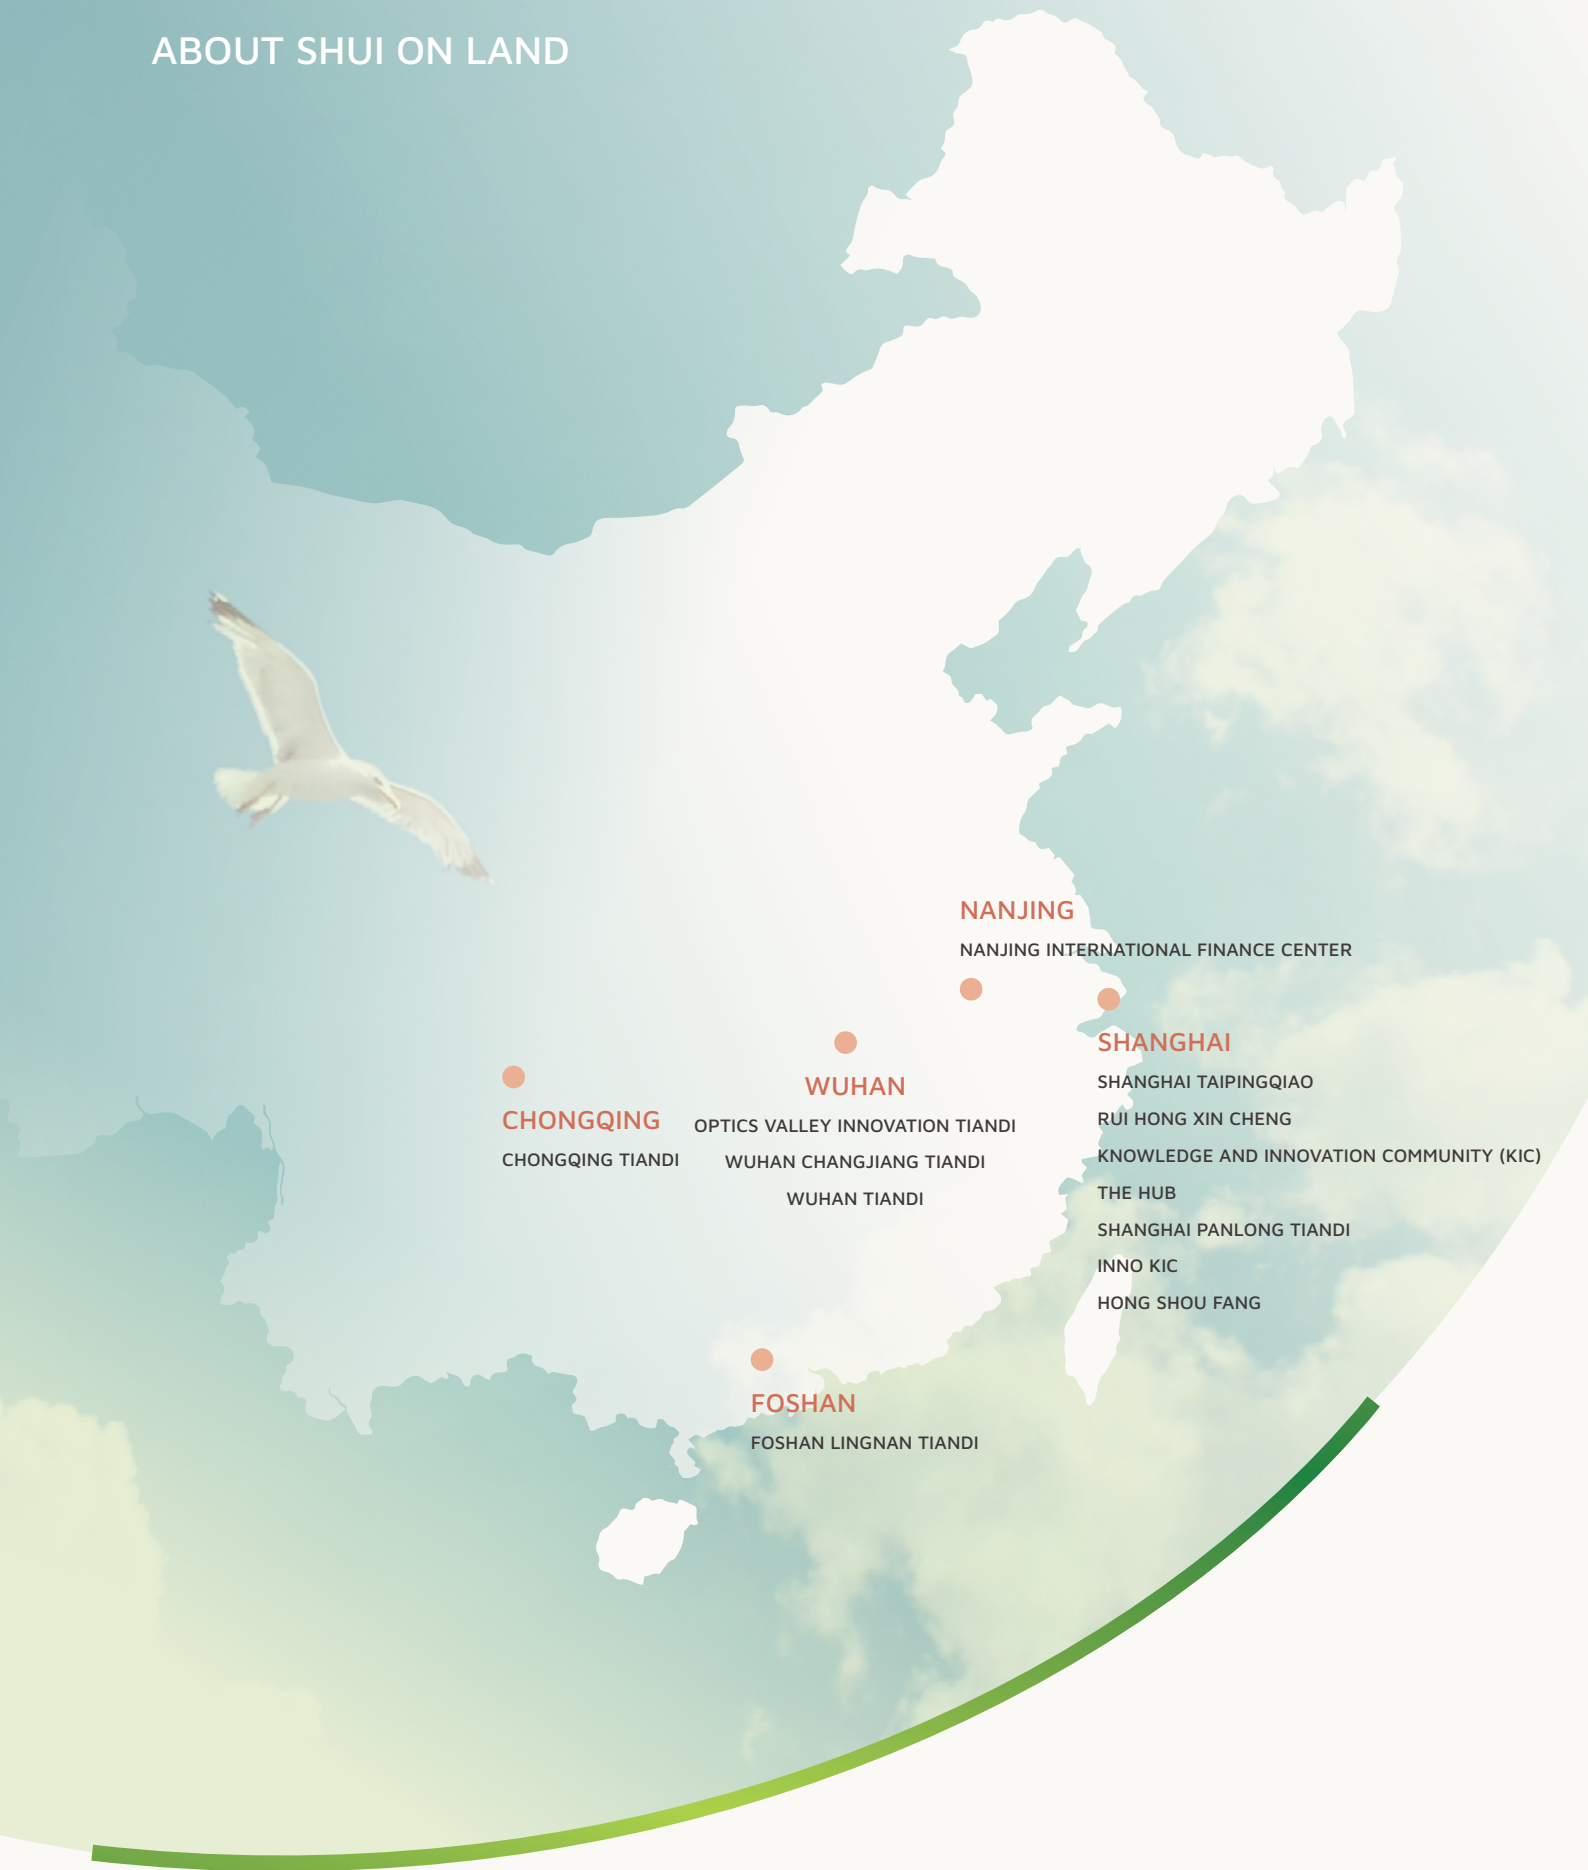 ABOUT SHUI ON LAND
NANJING
NANJING INTERNATIONAL FINANCE CENTER
SHANGHAI
SHANGHAI TAIPINGQIAO
RUI HONG XIN CHENG
KNOWLEDGE AND INNOVATION COMMUNITY (KIC)
THE HUB
SHANGHAI PANLONG TIANDI
INNO KIC
HONG SHOU FANG
WUHAN
OPTICS VALLEY INNOVATION TIANDI
WUHAN CHANGJIANG TIANDI
WUHAN TIANDI
CHONGQING
CHONGQING TIANDI
FOSHAN
FOSHAN LINGNAN TIANDI